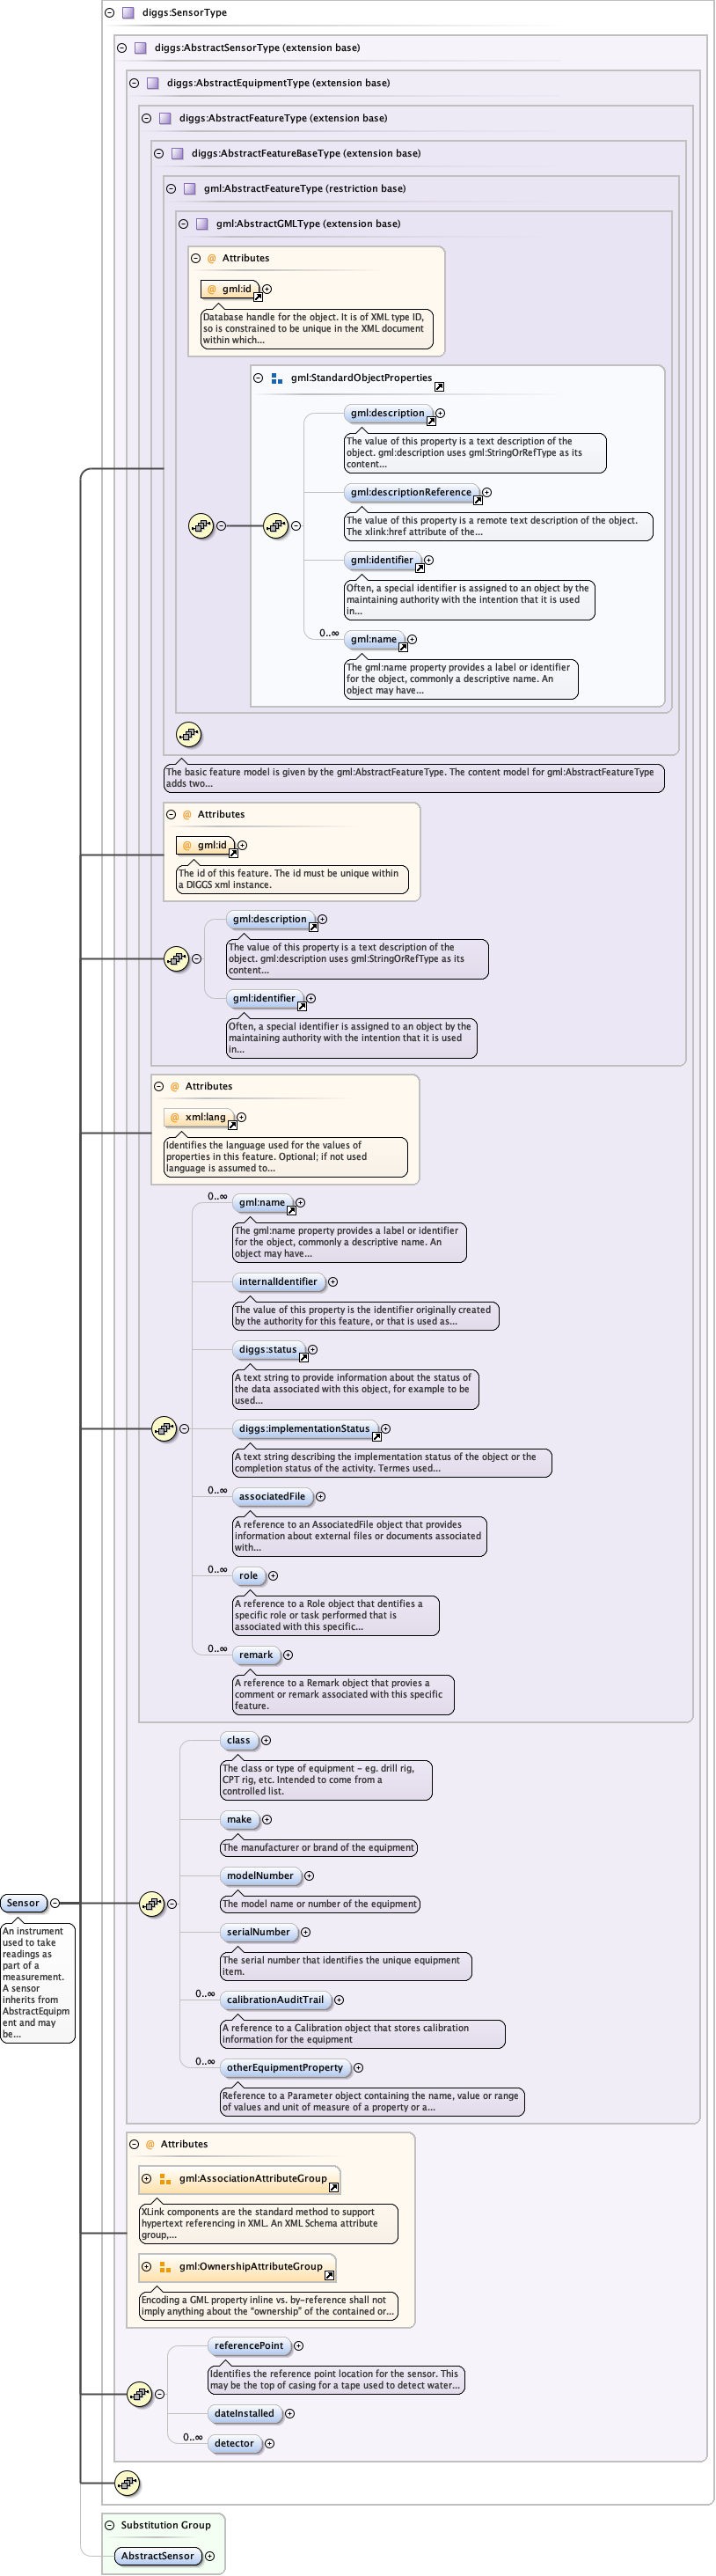 diggs:SensorType
diggs:AbstractSensorType (extension base)
diggs:AbstractEquipmentType (extension base)
diggs:AbstractFeatureType (extension base)
diggs:AbstractFeatureBaseType (extension base)
gml:AbstractFeatureType (restriction base)
gml:AbstractGMLType (extension base)
@ Attributes
@ gml:id
Database handle for the object. It is of XML type ID,
so is constrained to be unique in the XML document
within which...
gml:StandardObjectProperties
gml:description
The value of this property is a text description of the
object. gml:description uses gml:StringOrRefType as its
content...
gml:descriptionReference
The value of this property is a remote text description of the object.
The xlink:href attribute of the...
gml:identifier
Often, a special identifier is assigned to an object by the
maintaining authority with the intention that it is used
in...
0..∞
gml:name
The gml:name property provides a label or identifier
for the object, commonly a descriptive name. An
object may have...
The basic feature model is given by the gml:AbstractFeatureType. The content model for gml:AbstractFeatureType
adds two...
@ Attributes
@ gml:id
The id of this feature. The id must be unique within
a DIGGS xml instance.
gml:description
The value of this property is a text description of the
object. gml:description uses gml:StringOrRefType as its
content...
gml:identifier
Often, a special identifier is assigned to an object by the
maintaining authority with the intention that it is used
in...
@ Attributes
@ xml:lang
Identifies the language used for the values of
properties in this feature. Optional; if not used
language is assumed to...
0..∞
gml:name
The gml:name property provides a label or identifier
for the object, commonly a descriptive name. An
object may have...
internalIdentifier
The value of this property is the identifier originally created
by the authority for this feature, or that is used as...
diggs:status
A text string to provide information about the status of
the data associated with this object, for example to be
used...
diggs:implementationStatus
A text string describing the implementation status of the object or the
completion status of the activity. Termes used...
0..∞
associatedFile
A reference to an AssociatedFile object that provides
information about external files or documents associated
with...
0..∞
role
A reference to a Role object that dentifies a
specific role or task performed that is
associated with this specific...
0..∞
remark
A reference to a Remark object that provies a
comment or remark associated with this specific
feature.
class
The class or type of equipment - eg. drill rig,
CPT rig, etc. Intended to come from a
controlled list.
make
The manufacturer or brand of the equipment
modelNumber
The model name or number of the equipment
serialNumber
The serial number that identifies the unique equipment
item.
0..∞
calibrationAuditTrail
A reference to a Calibration object that stores calibration
information for the equipment
0..∞
otherEquipmentProperty
Reference to a Parameter object containing the name, value or range
of values and unit of measure of a property or a...
Sensor
An instrument
used to take
readings as
part of a
measurement.
A sensor
inherits from
AbstractEquipm
ent and may
be...
@ Attributes
gml:AssociationAttributeGroup
XLink components are the standard method to support
hypertext referencing in XML. An XML Schema attribute
group,...
gml:OwnershipAttributeGroup
Encoding a GML property inline vs. by-reference shall not
imply anything about the "ownership" of the contained or...
referencePoint
Identifies the reference point location for the sensor. This
may be the top of casing for a tape used to detect water...
dateInstalled
0..∞
detector
Substitution Group
AbstractSensor